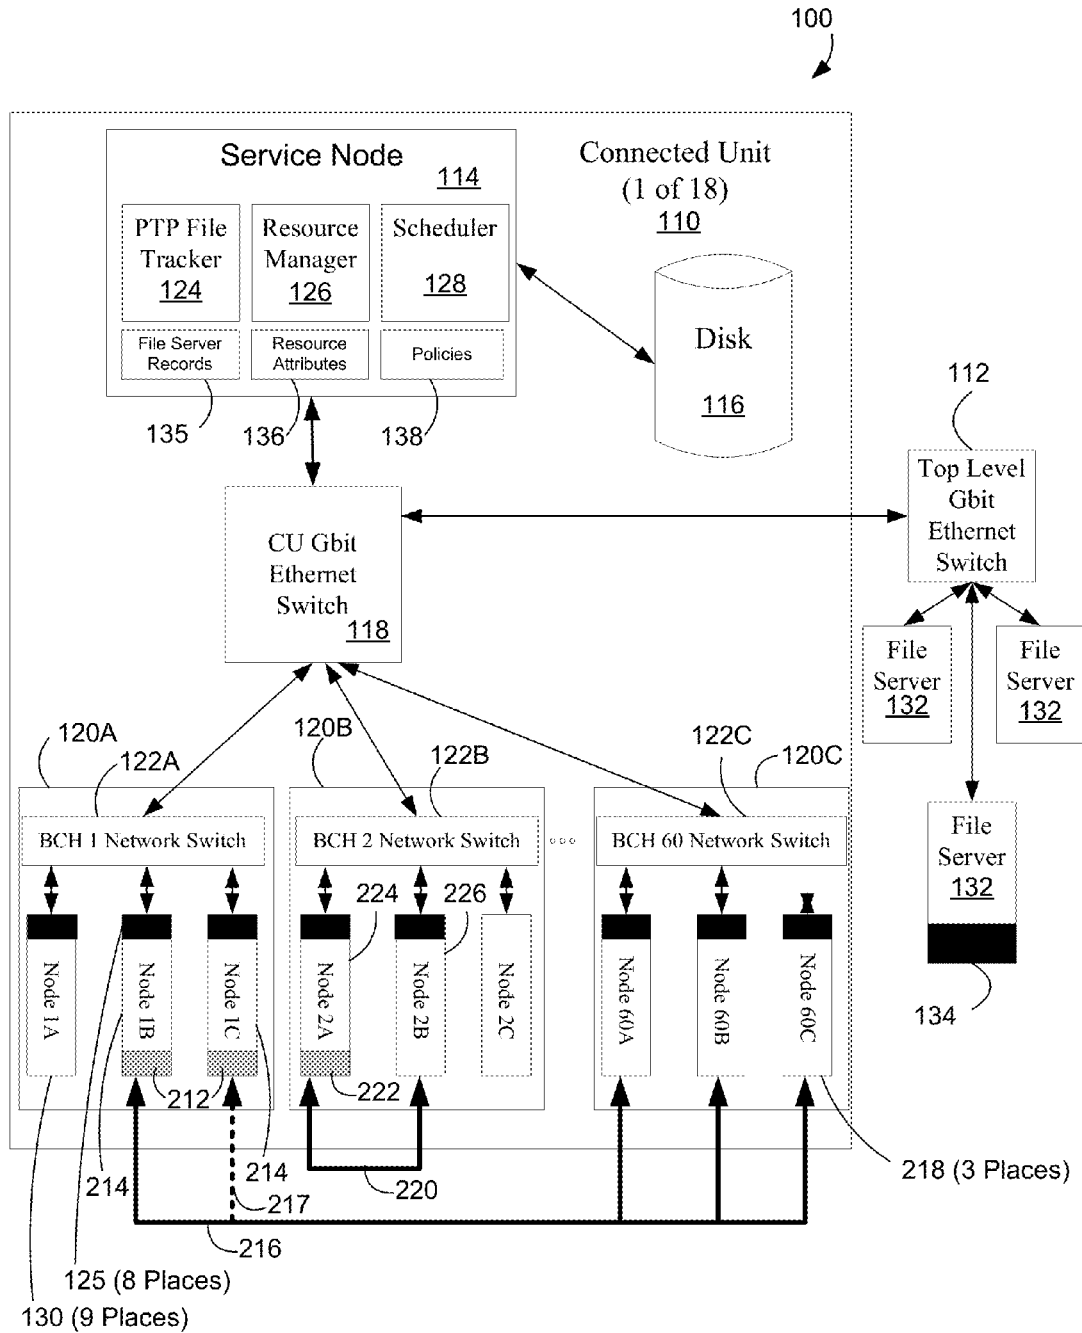 100
Service Node
114
Connected Unit
(1 of 18)
110
PTP File
Tracker
124
Resource
Manager
126
Scheduler
128
File Server
Records
Resource
Attributes
Policies
135
136
138
Disk
116
112
Top Level
Gbit
Ethernet
Switch
CU Gbit
Ethernet
Switch
118
File
Server
132
File
Server
132
120A
122A
120B
122B
122C
120C
BCH 1 Network Switch
BCH 2 Network Switch
BCH 60 Network Switch
File
Server
132
224
226
Node 1A
Node 1B
Node 1C
Node 2A
Node 2B
Node 2C
Node 60A
Node 60B
Node 60C
134
212
222
214
217
214
220
218 (3 Places)
216
125 (8 Places)
130 (9 Places)